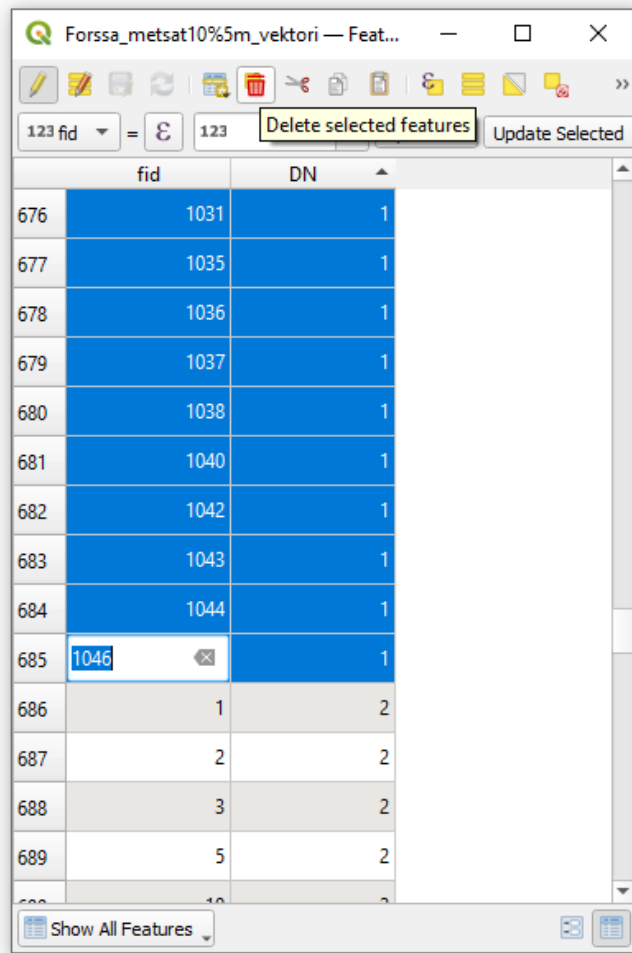 Forssa_metsat10%5m_vektori — Feat...
123 fid = ε 123 Update Selected
Delete selected features
fid DN
676 1031 1
677 1035 1
678 1036 1
679 1037 1
680 1038 1
681 1040 1
682 1042 1
683 1043 1
684 1044 1
685 1046 1
686 1 2
687 2 2
688 3 2
689 5 2
Show All Features